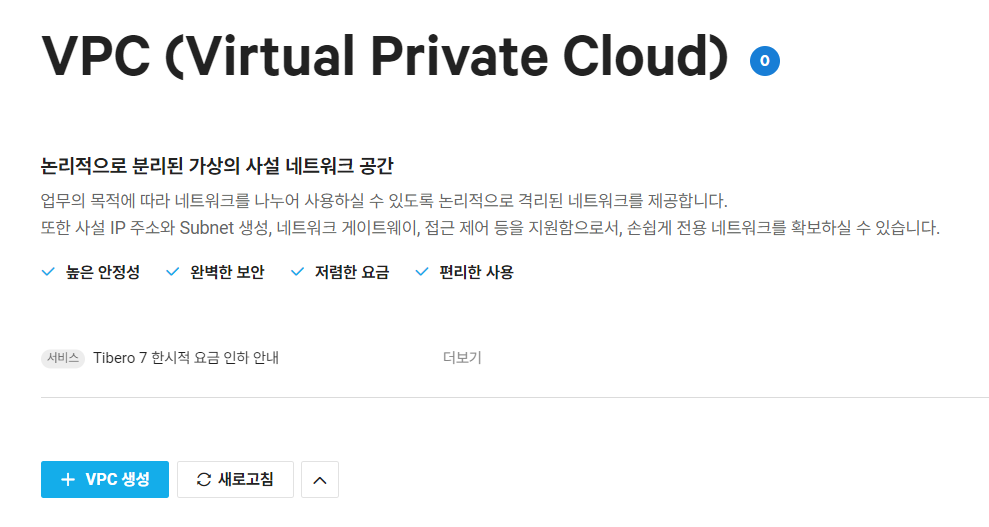 VPC (Virtual Private Cloud) 0
논리적으로 분리된 가상의 사설 네트워크 공간
업무의 목적에 따라 네트워크를 나누어 사용하실 수 있도록 논리적으로 격리된 네트워크를 제공합니다.
또한 사설 IP 주소와 Subnet 생성, 네트워크 게이트웨이, 접근 제어 등을 지원함으로서, 손쉽게 전용 네트워크를 확보하실 수 있습니다.
높은 안정성 완벽한 보안 저렴한 요금 편리한 사용
서비스 Tibero 7 한시적 요금 인하 안내 더보기
VPC 생성 새로고침